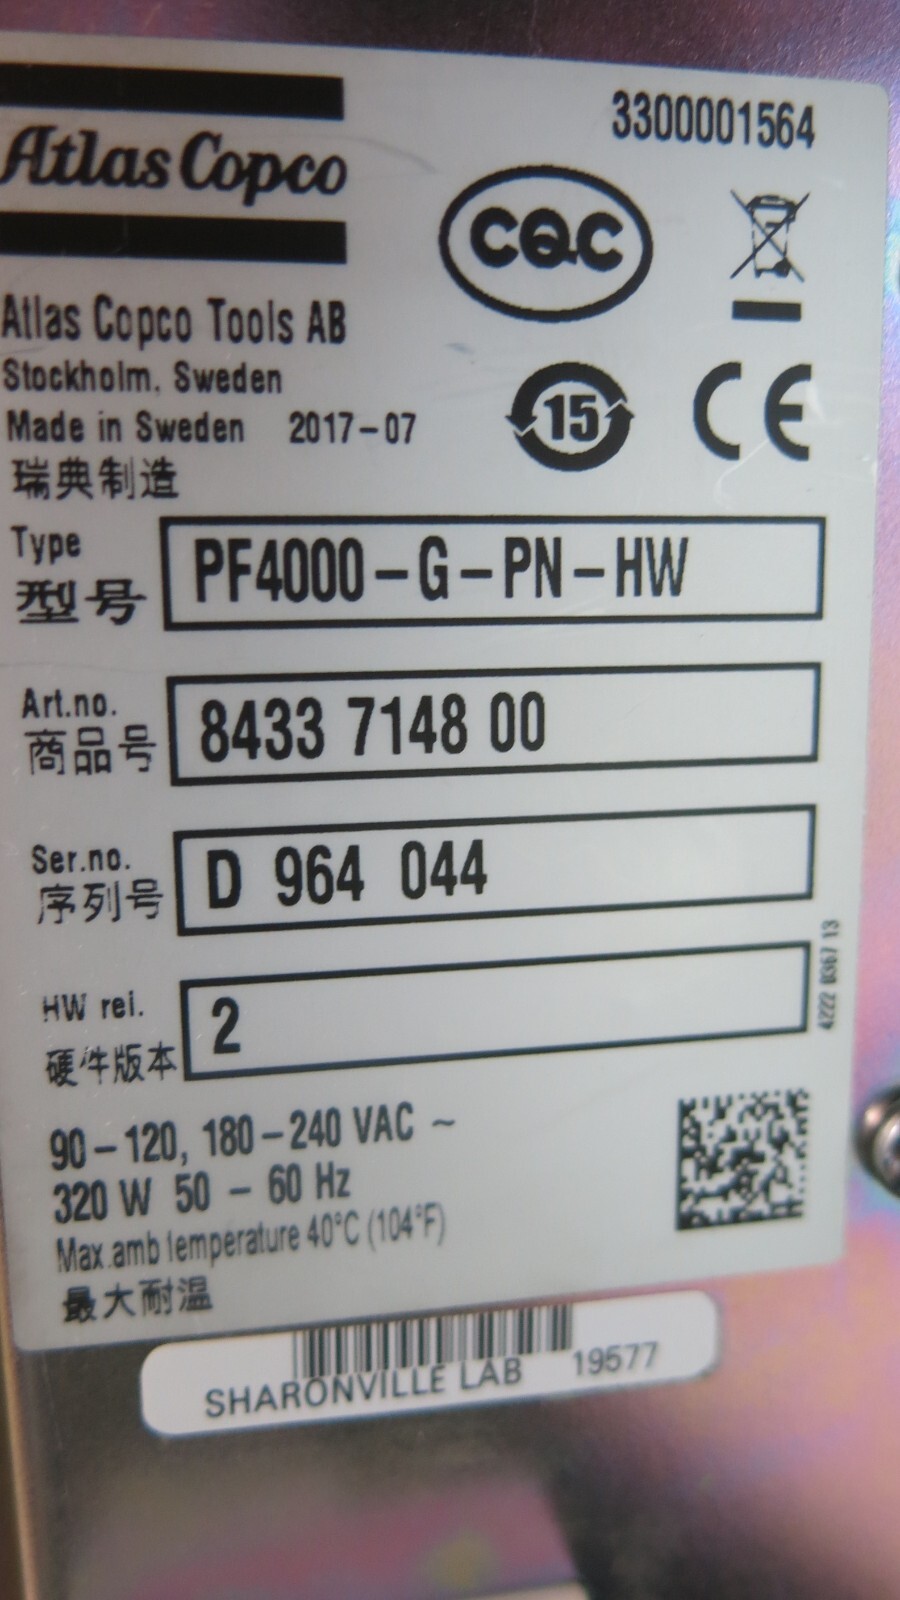 3300001564
Atlas Copco
CQC
Atlas Copco Tools AB
Stockholm, Sweden
Made in Sweden 2017-07
15
CE
瑞典制造
Type
型号
PF4000-G-PN-HW
Art.no.
商品号
8433 7148 00
Ser.no.
序列号
D 964 044
HW rel.
硬件版本
2
4222 0367 13
90-120, 180-240 VAC ~
320 W 50 - 60 Hz
Max.amb temperature 40°C (104°F)
最大耐温
SHARONVILLE LAB 19577